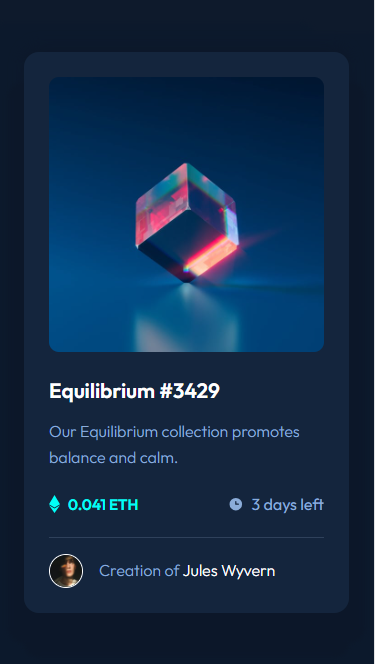 Equilibrium #3429
Our Equilibrium collection promotes
balance and calm.
0.041 ETH
3 days left
Creation of Jules Wyvern